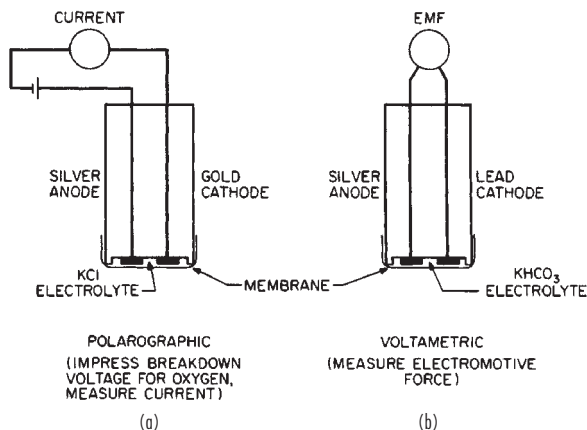 CURRENT
SILVER
ANODE
GOLD
CATHODE
KCl
ELECTROLYTE
MEMBRANE
POLAROGRAPHIC
(IMPRESS BREAKDOWN
VOLTAGE FOR OXYGEN,
MEASURE CURRENT)
(a)
EMF
SILVER
ANODE
LEAD
CATHODE
KHCO₃
ELECTROLYTE
VOLTAMETRIC
(MEASURE ELECTROMOTIVE
FORCE)
(b)